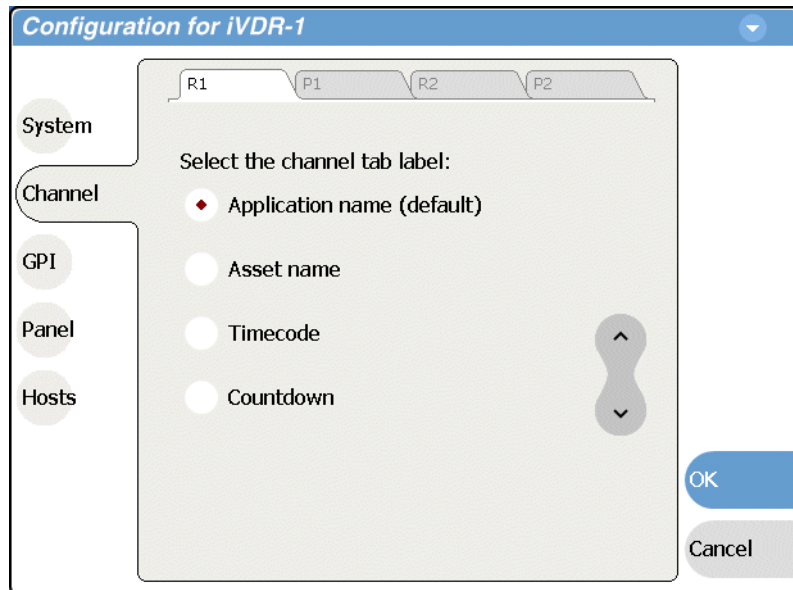 Configuration for iVDR-1
R1 P1 R2 P2
System
Channel
GPI
Panel
Hosts
Select the channel tab label:
Application name (default)
Asset name
Timecode
Countdown
OK
Cancel